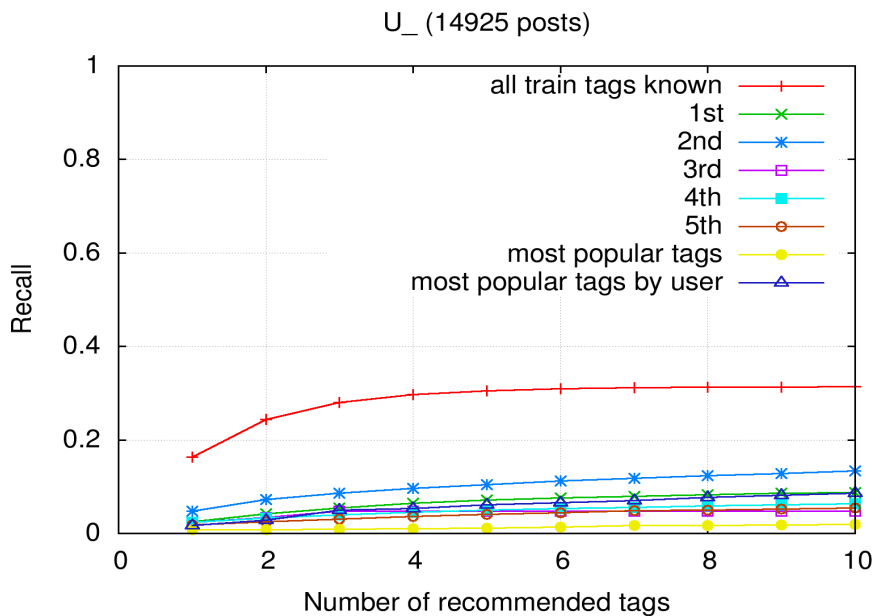 U_ (14925 posts)
1
all train tags known
1st
0.8
2nd
3rd
4th
0.6
5th
most popular tags
most popular tags by user
Recall
0.4
0.2
0
0 2 4 6 8 10
Number of recommended tags